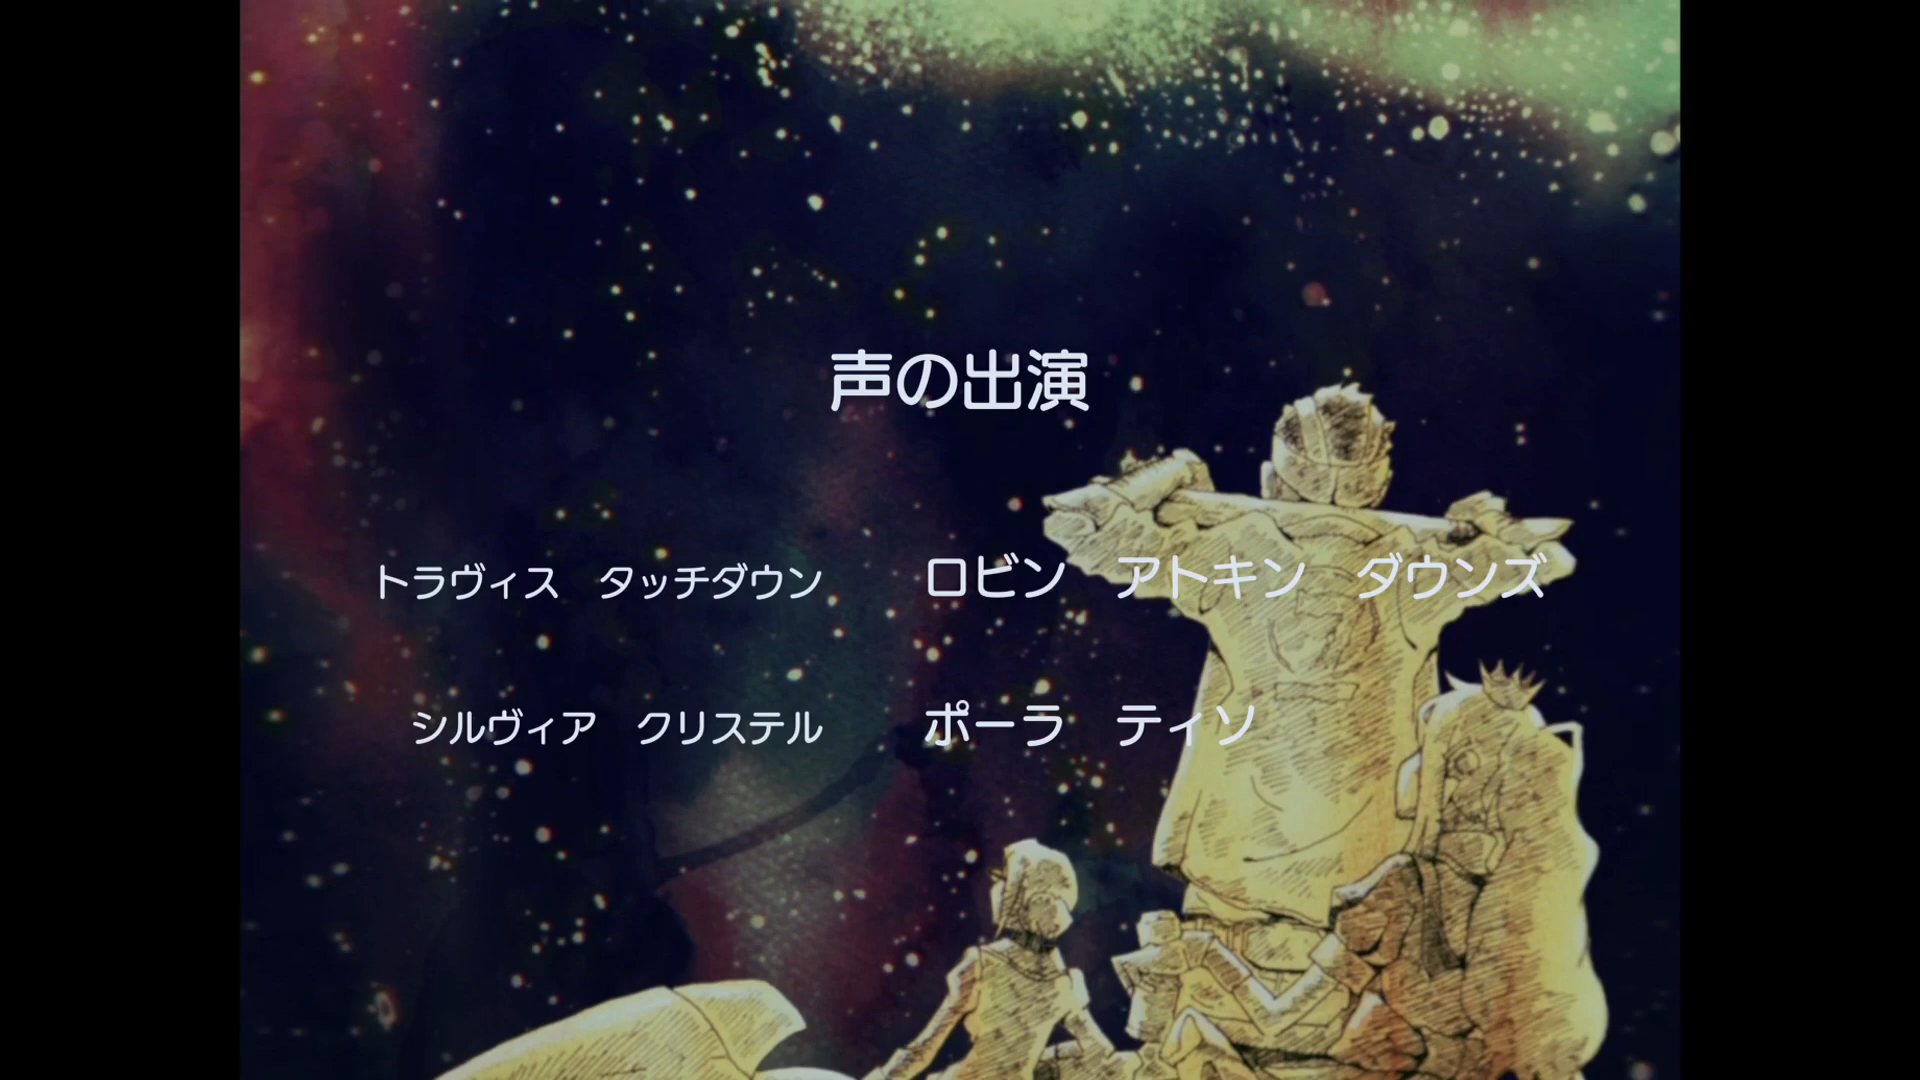 声の出演
トラヴィス　タッチダウン　ロビン　アトキン　ダウンズ
シルヴィア　クリステル　ポーラ　ティソ